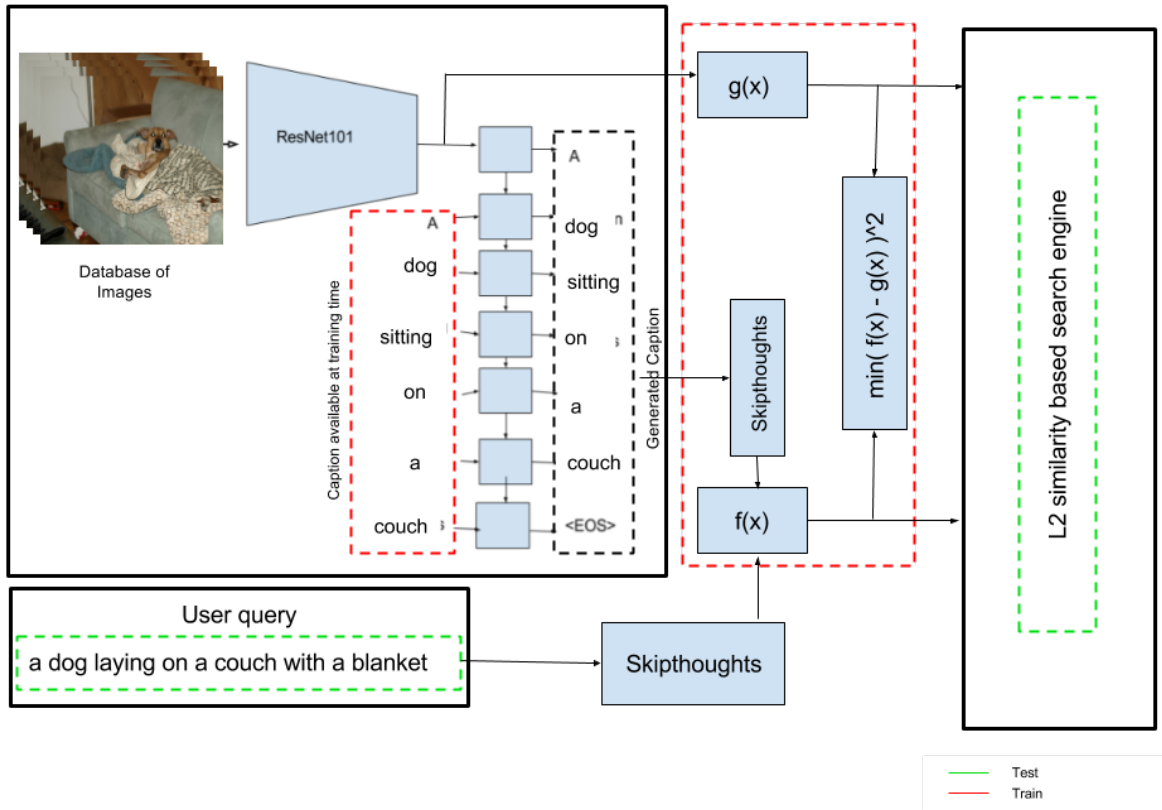 ResNet101
Database of
Images
Caption available at training time
A
dog
sitting
on
a
couch
A
dog
sitting
on
a
couch
<EOS>
Generated Caption
g(x)
Skipthoughts
f(x)
min( f(x) - g(x) )^2
L2 similarity based search engine
User query
a dog laying on a couch with a blanket
Skipthoughts
Test
Train